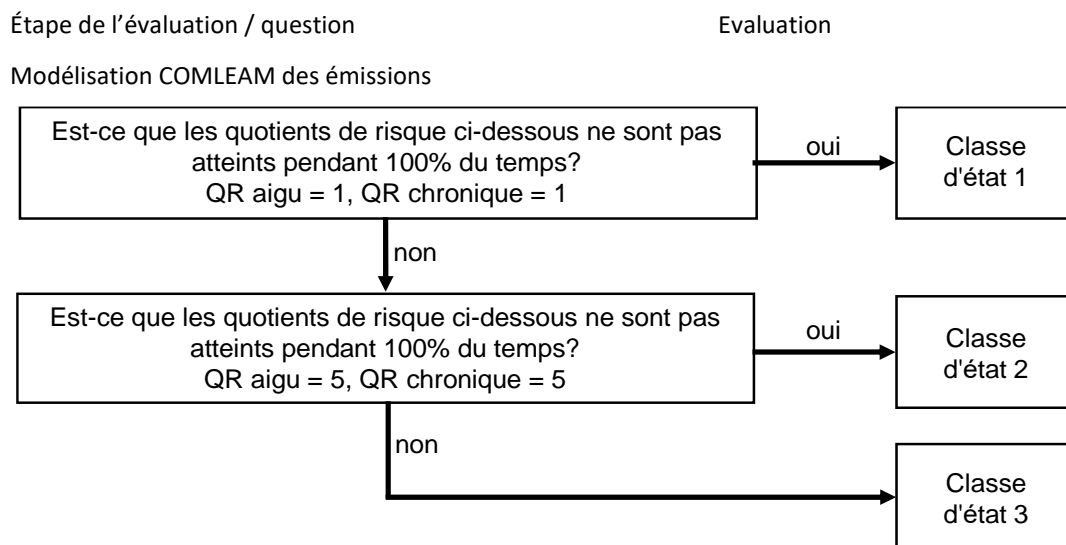 Étape de l’évaluation / question
Evaluation
Modélisation COMLEAM des émissions
Est-ce que les quotients de risque ci-dessous ne sont pas
atteints pendant 100% du temps?
QR aigu = 1, QR chronique = 1
oui
Classe
d'état 1
non
Est-ce que les quotients de risque ci-dessous ne sont pas
atteints pendant 100% du temps?
QR aigu = 5, QR chronique = 5
oui
Classe
d'état 2
non
Classe
d'état 3